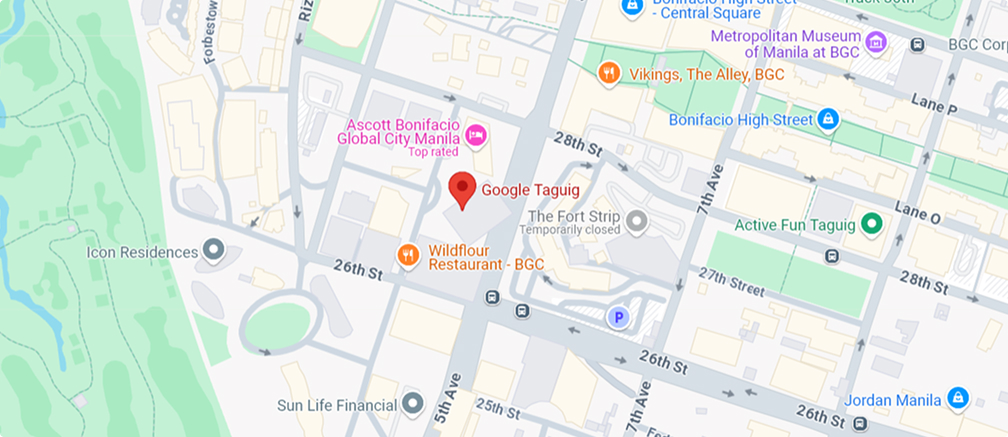 Bonifacio High Street
- Central Square
Metropolitan Museum
of Manila at BGC
Forbestown
Riz
BGC Corp
Vikings, The Alley, BGC
Lane P
Bonifacio High Street
Ascott Bonifacio
Global City Manila
Top rated
28th St
Google Taguig
7th Ave
Lane O
The Fort Strip
Temporarily closed
Active Fun Taguig
Icon Residences
Wildflour
Restaurant - BGC
26th St
27th Street
28th St
P
26th St
5th Ave
7th Ave
Jordan Manila
Sun Life Financial
25th St
26th St